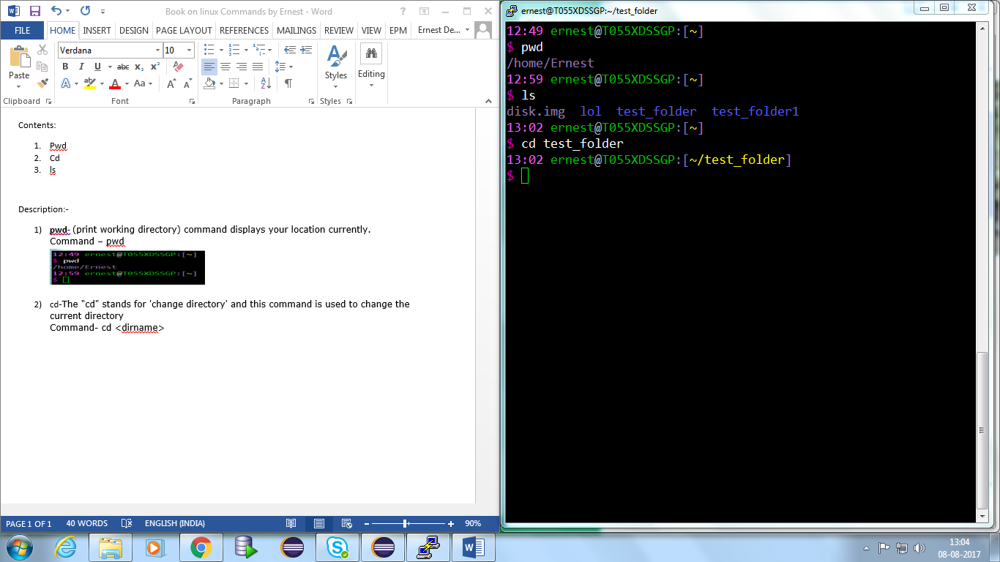 Book on linux Commands by Ernest - Word
FILE HOME INSERT DESIGN PAGE LAYOUT REFERENCES MAILINGS REVIEW VIEW EPM Ernest De...
Paste
Clipboard
Verdana 10
B I U abc x₂ x²
A ab A Aa A A
Font
Paragraph
Styles
Styles
Editing
Contents:
1. Pwd
2. Cd
3. ls
Description:-
1) pwd- (print working directory) command displays your location currently.
Command – pwd
12:49 ernest@T055XDSSGP:[~]
$ pwd
/home/Ernest
12:59 ernest@T055XDSSGP:[~]
$
2) cd-The "cd" stands for 'change directory' and this command is used to change the
current directory
Command- cd <dirname>
PAGE 1 OF 1 40 WORDS ENGLISH (INDIA) 90%
ernest@T055XDSSGP:~/test_folder
12:49 ernest@T055XDSSGP:[~]
$ pwd
/home/Ernest
12:59 ernest@T055XDSSGP:[~]
$ ls
disk.img lol test_folder test_folder1
13:02 ernest@T055XDSSGP:[~]
$ cd test_folder
13:02 ernest@T055XDSSGP:[~/test_folder]
$
13:04
08-08-2017